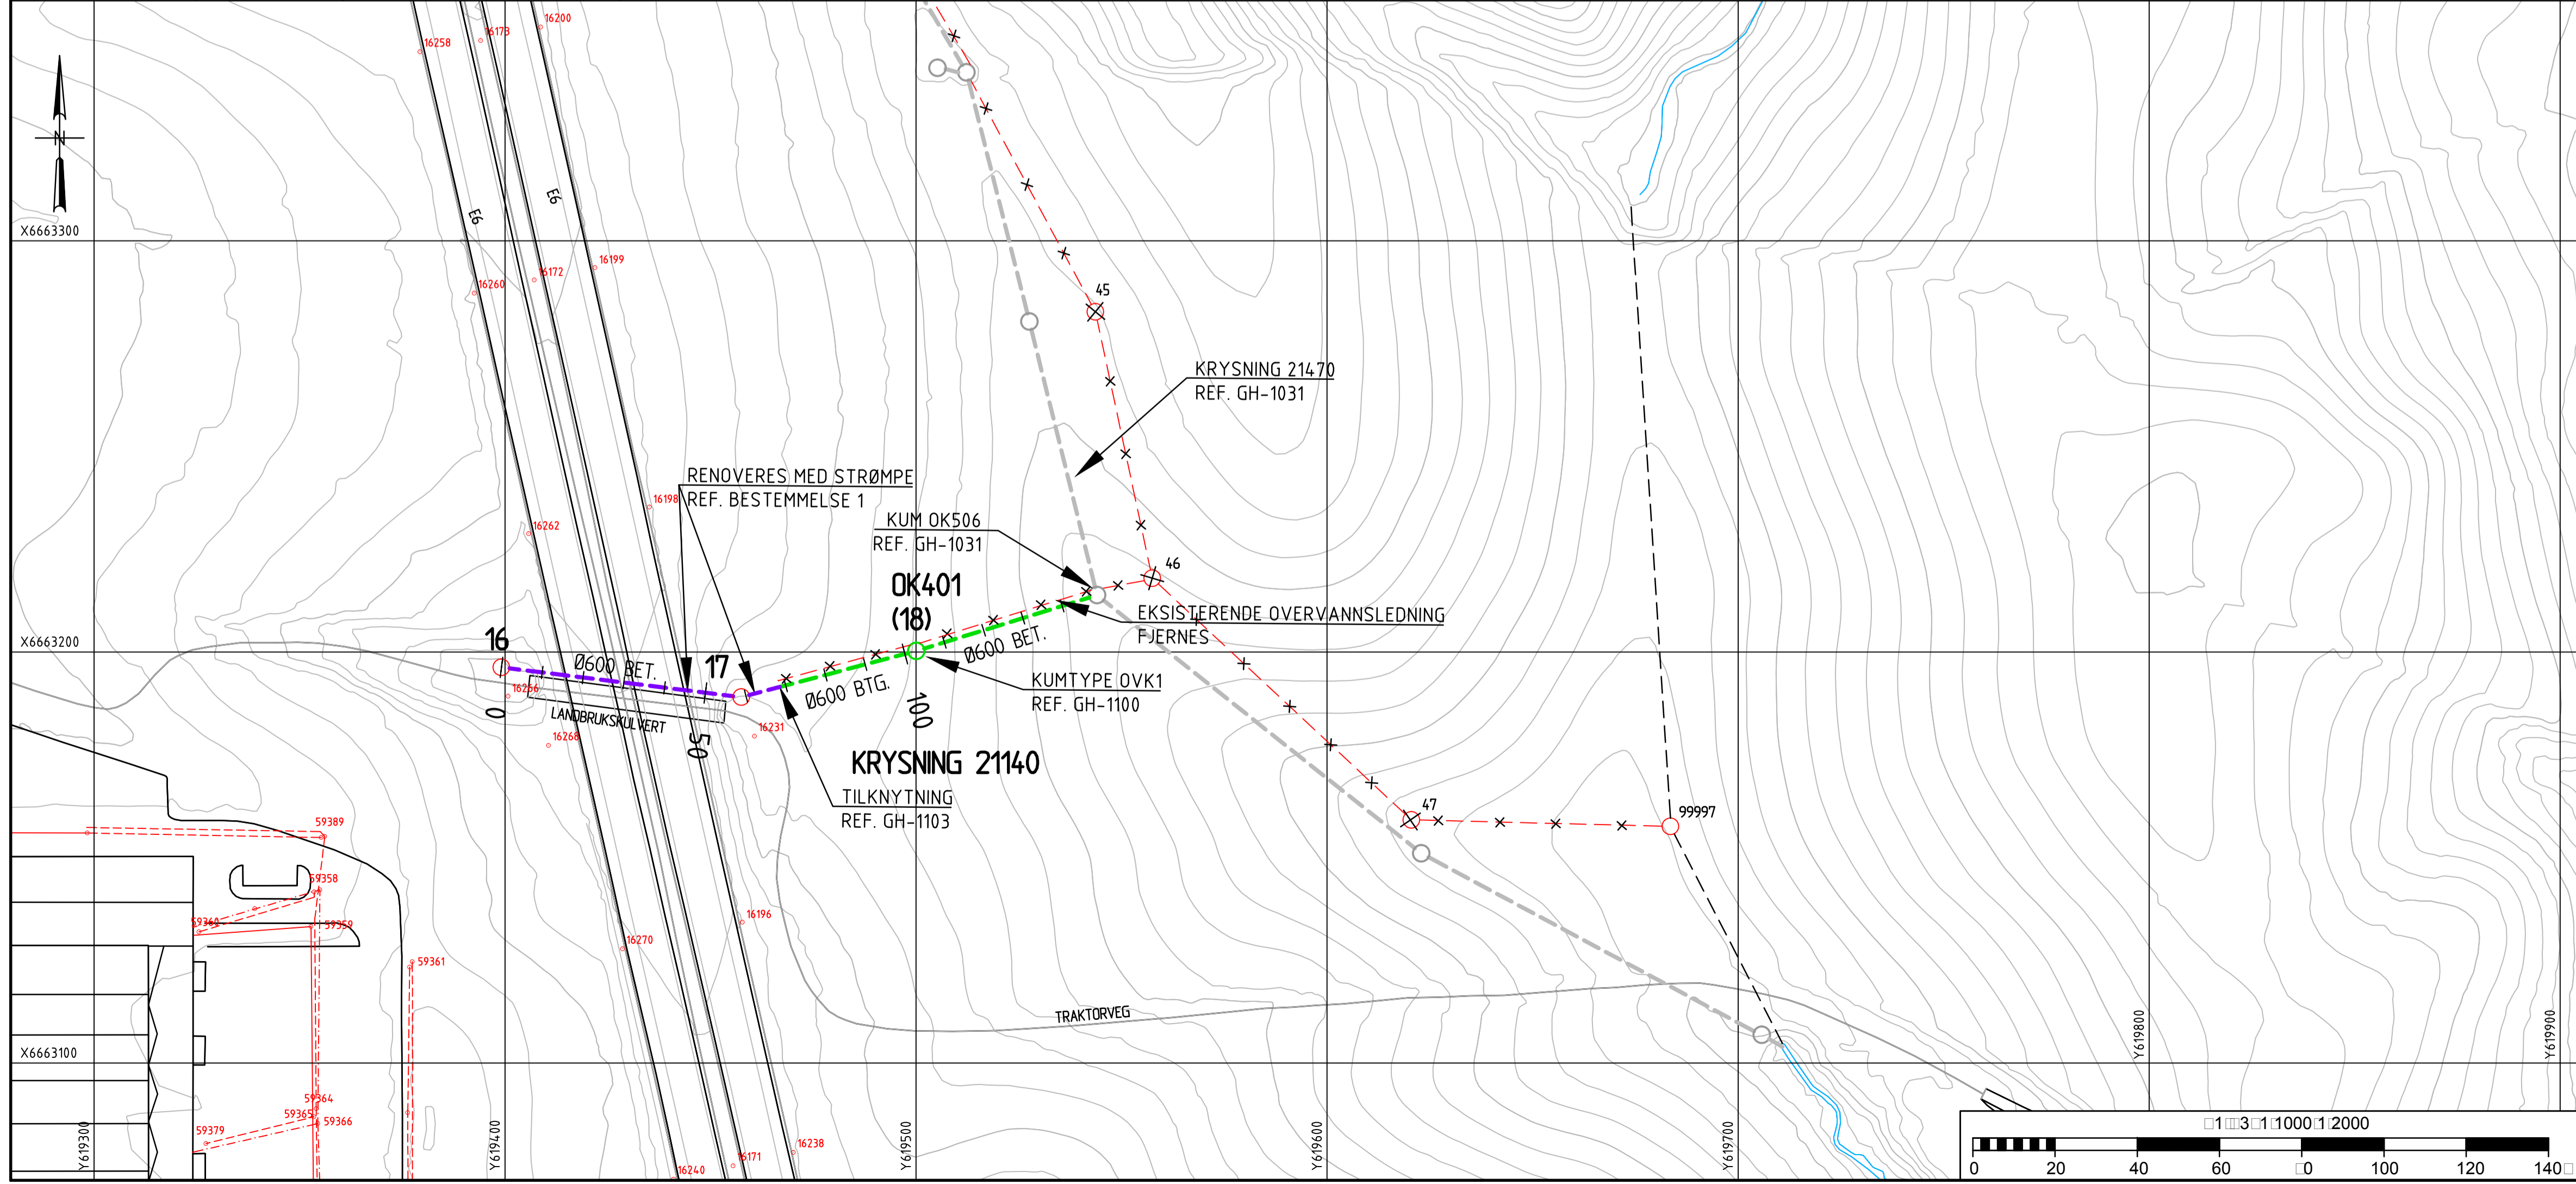 16200
16173
16258
N
E6
E6
X6663300
16199
16172
16260
45
KRYSNING 21470
REF. GH-1031
RENOVERES MED STRØMPE
REF. BESTEMMELSE 1
16198
16262
KUM OK506
REF. GH-1031
46
OK401
(18)
EKSISTERENDE OVERVANNSLEDNING
FJERNES
X6663200
16
Ø600 BET.
17
Ø600 BET.
Ø600 BTG.
KUMTYPE OVK1
REF. GH-1100
16266
0
LANDBRUKSKULVERT
16268
50
16231
100
KRYSNING 21140
TILKNYTNING
REF. GH-1103
47
99997
59389
59358
59360
59359
16196
16270
59361
TRAKTORVEG
X6663100
59364
59365
59366
59379
16238
16171
16240
Y619300
Y619400
Y619500
Y619600
Y619700
Y619800
Y619900
0 20 40 60 100 120 140